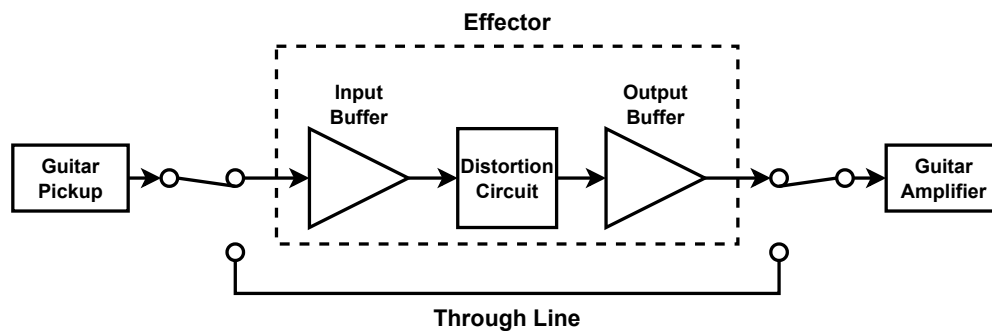 Effector
Input
Buffer
Output
Buffer
Guitar
Pickup
Distortion
Circuit
Guitar
Amplifier
Through Line